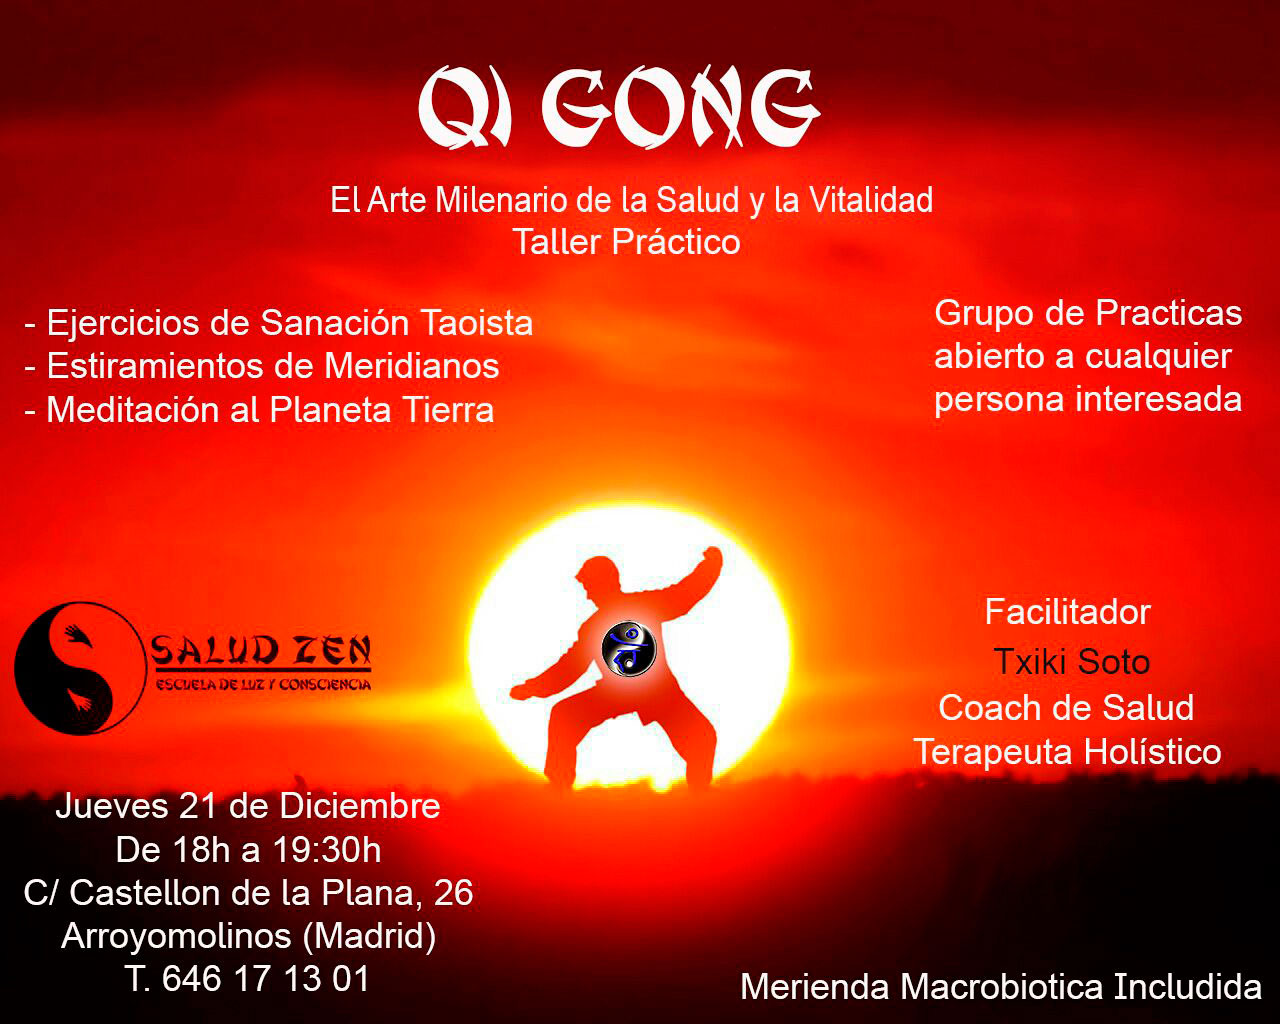 QI GONG
El Arte Milenario de la Salud y la Vitalidad
Taller Práctico
- Ejercicios de Sanación Taoista
- Estiramientos de Meridianos
- Meditación al Planeta Tierra
Grupo de Practicas
abierto a cualquier
persona interesada
SALUD ZEN
ESCUELA DE LUZ Y CONSCIENCIA
Facilitador
Txiki Soto
Coach de Salud
Terapeuta Holístico
Jueves 21 de Diciembre
De 18h a 19:30h
C/ Castellon de la Plana, 26
Arroyomolinos (Madrid)
T. 646 17 13 01
Merienda Macrobiotica Includida